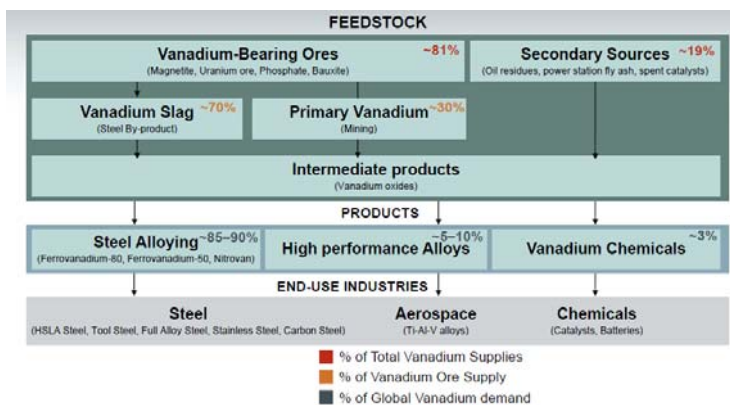 FEEDSTOCK
Vanadium-Bearing Ores ~81%
(Magnetite, Uranium ore, Phosphate, Bauxite)
Secondary Sources ~19%
(Oil residues, power station fly ash, spent catalysts)
Vanadium Slag ~70%
(Steel By-product)
Primary Vanadium ~30%
(Mining)
Intermediate products
(Vanadium oxides)
PRODUCTS
Steel Alloying ~85–90%
(Ferrovanadium-80, Ferrovanadium-50, Nitrovan)
High performance Alloys ~5–10%
Vanadium Chemicals ~3%
END-USE INDUSTRIES
Steel
(HSLA Steel, Tool Steel, Full Alloy Steel, Stainless Steel, Carbon Steel)
Aerospace
(Ti-Al-V alloys)
Chemicals
(Catalysts, Batteries)
% of Total Vanadium Supplies
% of Vanadium Ore Supply
% of Global Vanadium demand